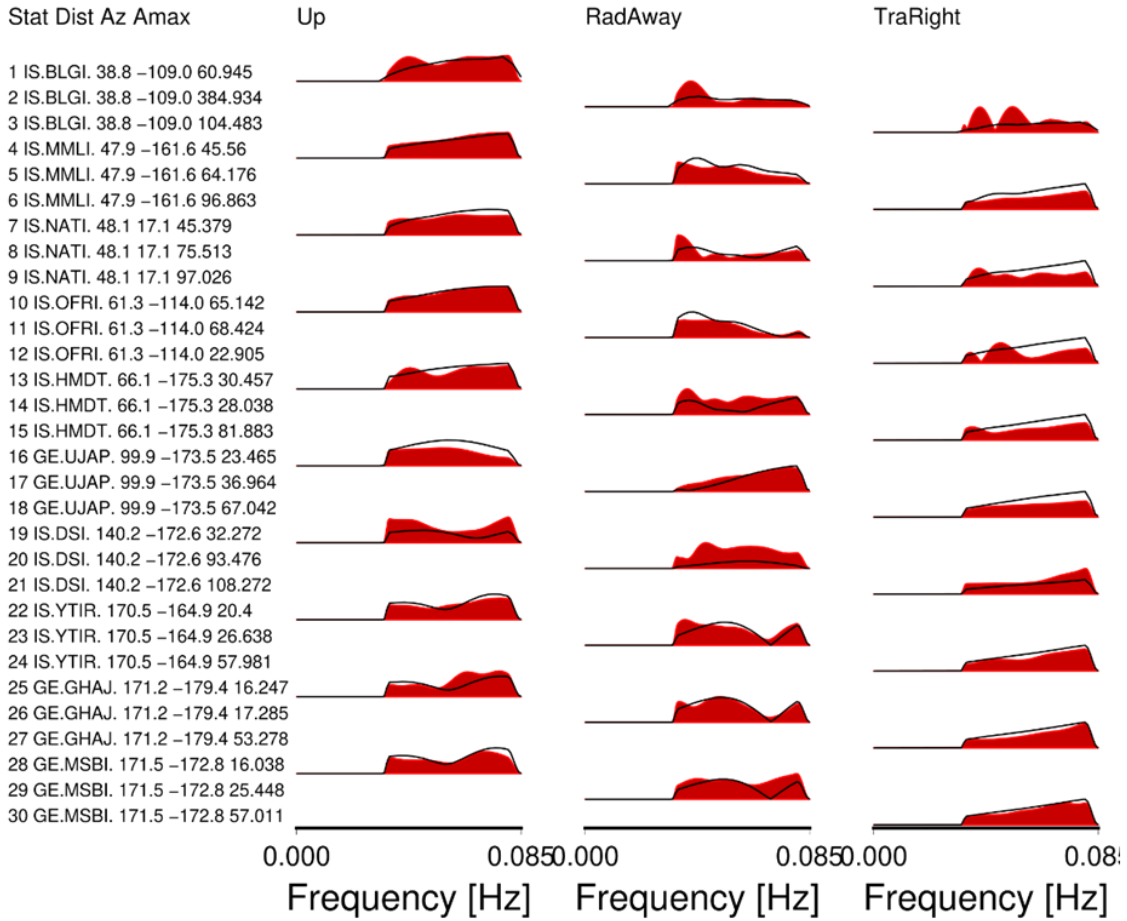 Stat Dist Az Amax Up RadAway TraRight
1 IS.BLGI. 38.8 −109.0 60.945
2 IS.BLGI. 38.8 −109.0 384.934
3 IS.BLGI. 38.8 −109.0 104.483
4 IS.MMLI. 47.9 −161.6 45.56
5 IS.MMLI. 47.9 −161.6 64.176
6 IS.MMLI. 47.9 −161.6 96.863
7 IS.NATI. 48.1 17.1 45.379
8 IS.NATI. 48.1 17.1 75.513
9 IS.NATI. 48.1 17.1 97.026
10 IS.OFRI. 61.3 −114.0 65.142
11 IS.OFRI. 61.3 −114.0 68.424
12 IS.OFRI. 61.3 −114.0 22.905
13 IS.HMDT. 66.1 −175.3 30.457
14 IS.HMDT. 66.1 −175.3 28.038
15 IS.HMDT. 66.1 −175.3 81.883
16 GE.UJAP. 99.9 −173.5 23.465
17 GE.UJAP. 99.9 −173.5 36.964
18 GE.UJAP. 99.9 −173.5 67.042
19 IS.DSI. 140.2 −172.6 32.272
20 IS.DSI. 140.2 −172.6 93.476
21 IS.DSI. 140.2 −172.6 108.272
22 IS.YTIR. 170.5 −164.9 20.4
23 IS.YTIR. 170.5 −164.9 26.638
24 IS.YTIR. 170.5 −164.9 57.981
25 GE.GHAJ. 171.2 −179.4 16.247
26 GE.GHAJ. 171.2 −179.4 17.285
27 GE.GHAJ. 171.2 −179.4 53.278
28 GE.MSBI. 171.5 −172.8 16.038
29 GE.MSBI. 171.5 −172.8 25.448
30 GE.MSBI. 171.5 −172.8 57.011
0.000 0.085 0.000 0.085 0.000 0.08
Frequency [Hz] Frequency [Hz] Frequency [Hz]